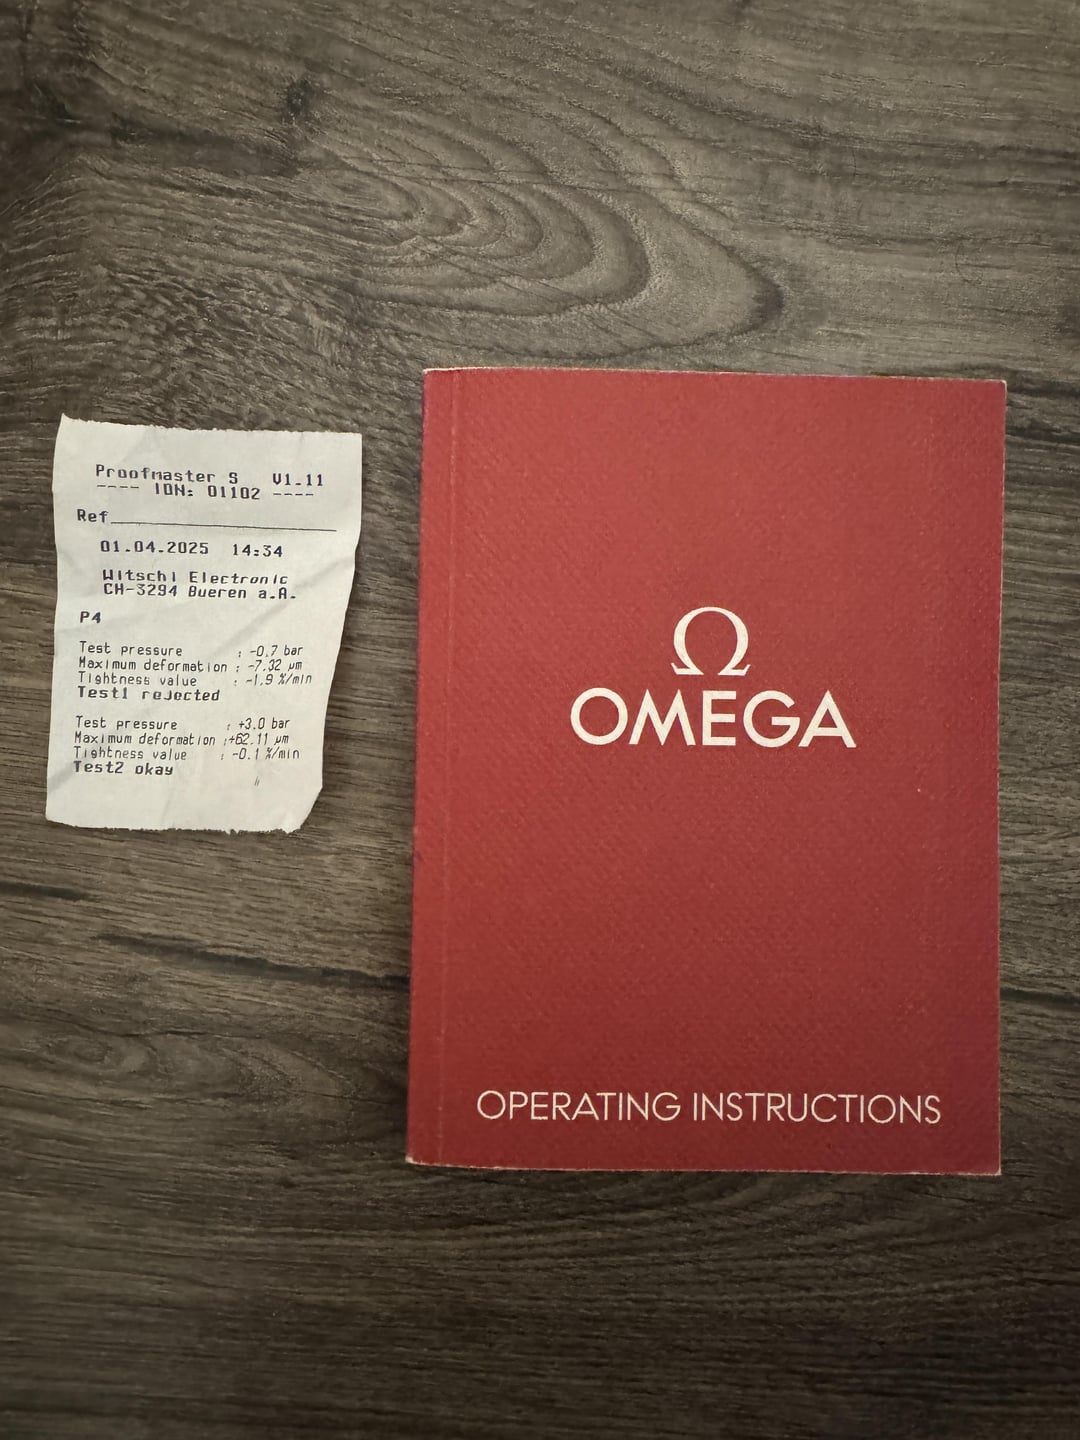 Proofmaster S V1.11
---- IDN: 01102 ----
Ref
01.04.2025 14:34
Witschi Electronic
CH-3294 Bueren a.A.
P4
Test pressure : -0.7 bar
Maximum deformation : -7.32 µm
Tightness value : -1.9 %/min
Test1 rejected
Test pressure : +3.0 bar
Maximum deformation : +62.11 µm
Tightness value : -0.1 %/min
Test2 okay
Ω
OMEGA
OPERATING INSTRUCTIONS